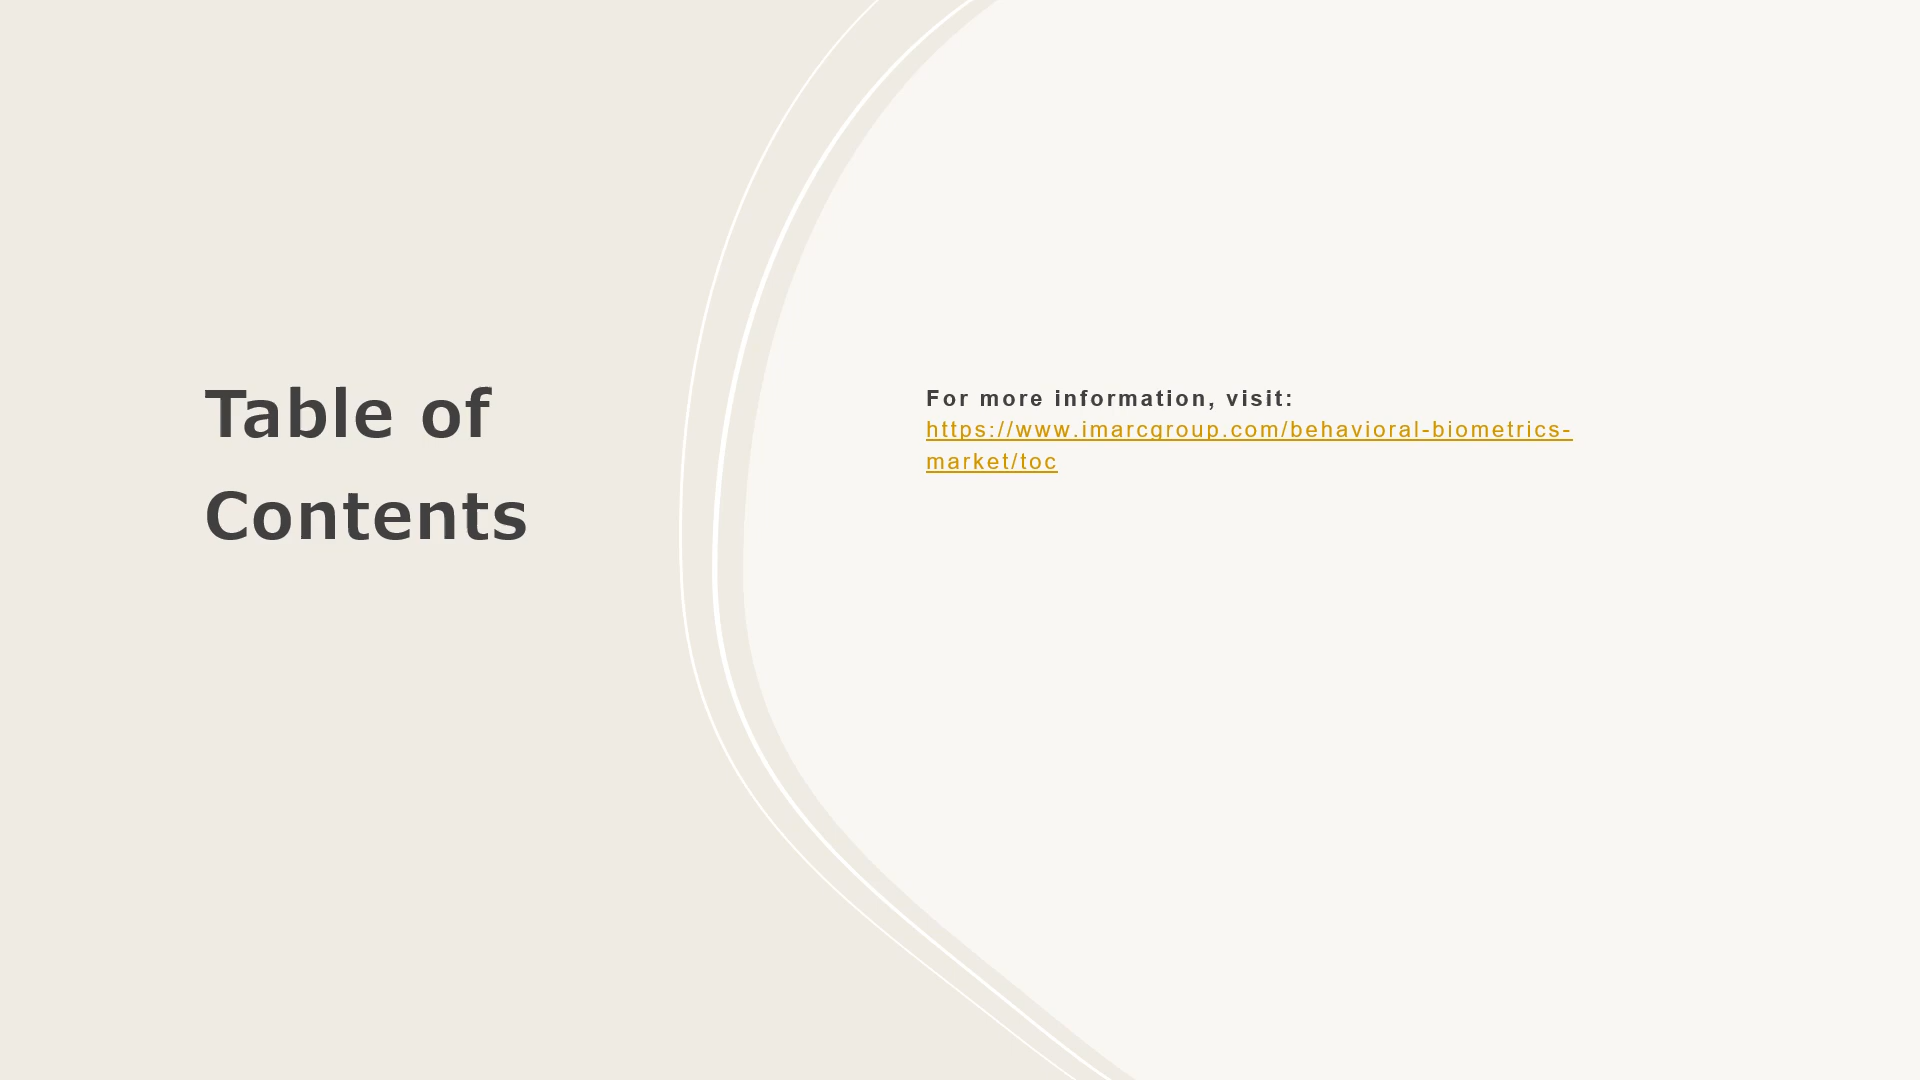 Table of
Contents
For more information, visit:
https://www.imarcgroup.com/behavioral-biometrics-
market/toc